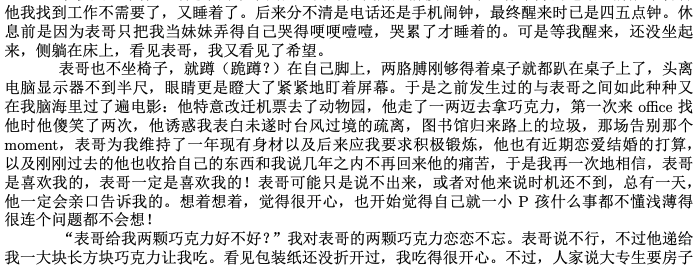 他我找到工作不需要了，又睡着了。后来分不清是电话还是手机闹钟，最终醒来时已是四五点钟。休
息前是因为表哥只把我当妹妹弄得自己哭得哽哽噎噎，哭累了才睡着的。可是等我醒来，还没坐起
来，侧躺在床上，看见表哥，我又看见了希望。
表哥也不坐椅子，就蹲（跪蹲？）在自己脚上，两胳膊刚够得着桌子就都趴在桌子上了，头离
电脑显示器不到半尺，眼睛更是瞪大了紧紧地盯着屏幕。于是之前发生过的与表哥之间如此种种又
在我脑海里过了遍电影：他特意改迁机票去了动物园，他走了一两迈去拿巧克力，第一次来 office 找
他时他傻笑了两次，他诱惑我表白未遂时台风过境的疏离，图书馆归来路上的垃圾，那场告别那个
moment，表哥为我维持了一年现有身材以及后来应我要求积极锻炼，他也有近期恋爱结婚的打算，
以及刚刚过去的他也收拾自己的东西和我说几年之内不再回来他的痛苦，于是我再一次地相信，表哥
是喜欢我的，表哥一定是喜欢我的！表哥可能只是说不出来，或者对他来说时机还不到，总有一天，
他一定会亲口告诉我的。想着想着，觉得很开心，也开始觉得自己就一小 P 孩什么事都不懂浅薄得
很连个问题都不会想！
“表哥给我两颗巧克力好不好？”我对表哥的两颗巧克力恋恋不忘。表哥说不行，不过他递给
我一大块长方块巧克力让我吃。看见包装纸还没折开过，我吃得很开心。不过，人家说大专生要房子